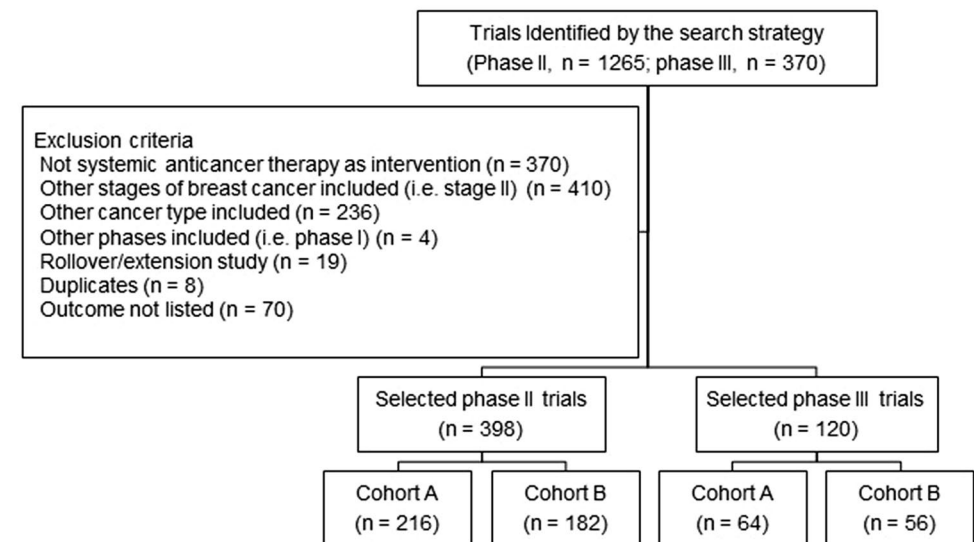 Trials Identified by the search strategy
(Phase II, n = 1265; phase III, n = 370)
Exclusion criteria
Not systemic anticancer therapy as intervention (n = 370)
Other stages of breast cancer included (i.e. stage II) (n = 410)
Other cancer type included (n = 236)
Other phases included (i.e. phase I) (n = 4)
Rollover/extension study (n = 19)
Duplicates (n = 8)
Outcome not listed (n = 70)
Selected phase II trials
(n = 398)
Selected phase III trials
(n = 120)
Cohort A
(n = 216)
Cohort B
(n = 182)
Cohort A
(n = 64)
Cohort B
(n = 56)